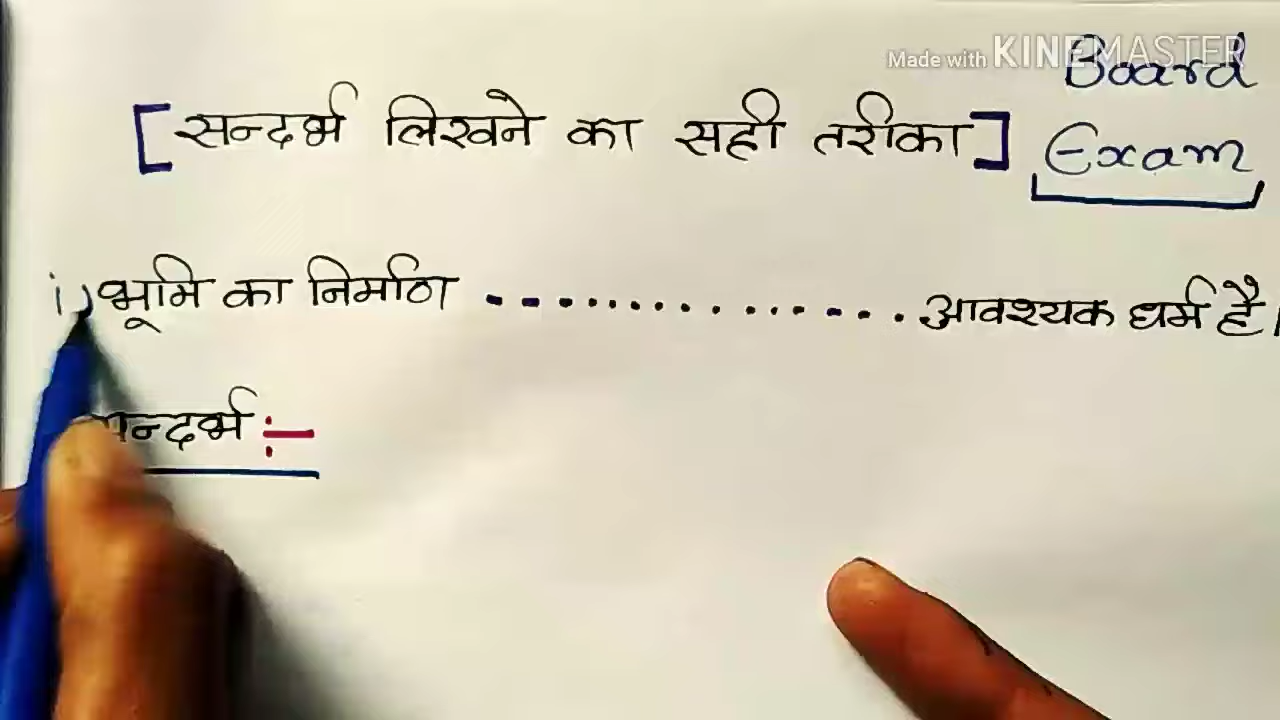 Made with KINEMASTER
Board
[सन्दर्भ लिखने का सही तरीका] Exam
i) भूमि का निर्माण .................. आवश्यक धर्म है।
सन्दर्भ :-